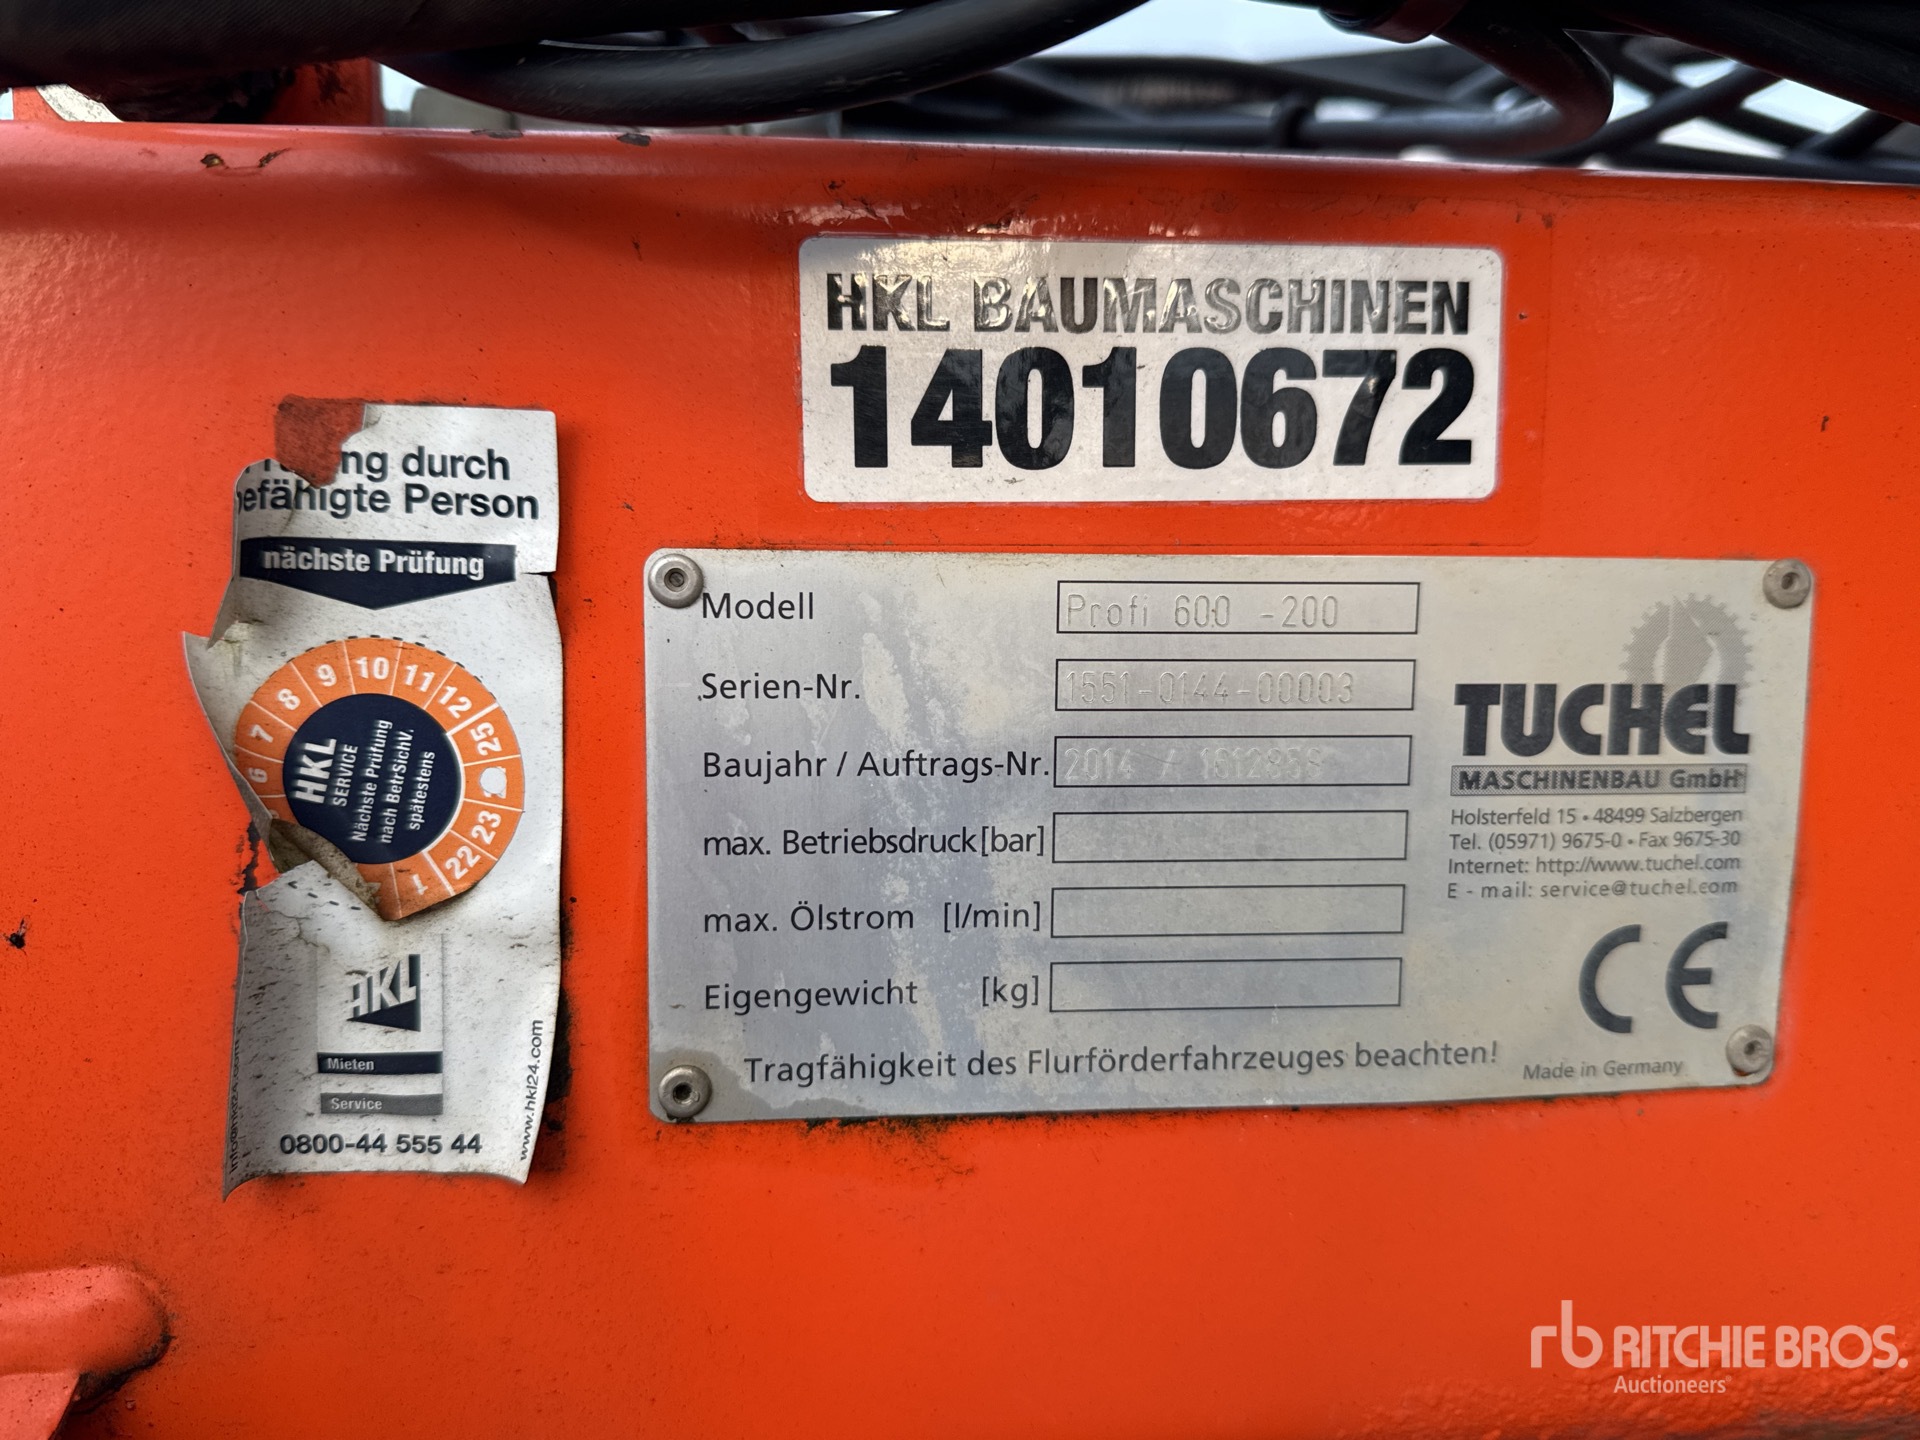 HKL BAUMASCHINEN
14010672
ng durch
efähigte Person
nächste Prüfung
6 7 8 9 10 11 12 25 23 22 1
HKL
SERVICE
Nächste Prüfung
nach BetrSichV.
spätestens
HKL
Mieten
Service
0800-44 555 44
www.hkl24.com
Modell Profi 600 -200
Serien-Nr. 1551-0144-00003
Baujahr / Auftrags-Nr. 2014 /
max. Betriebsdruck [bar]
max. Ölstrom [l/min]
Eigengewicht [kg]
Tragfähigkeit des Flurförderfahrzeuges beachten!
TUCHEL
MASCHINENBAU GmbH
Holsterfeld 15 • 48499 Salzbergen
Tel. (05971) 9675-0 • Fax 9675-30
Internet: http://www.tuchel.com
E - mail: service@tuchel.com
CE
Made in Germany
rb RITCHIE BROS.
Auctioneers